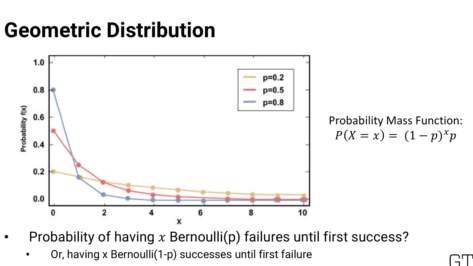 Geometric Distribution
1.0
0.8
0.6
0.4
0.2
0.0
Probability f(x)
0 2 4 6 8 10
x
p=0.2
p=0.5
p=0.8
Probability Mass Function:
P(X = x) = (1 − p)ˣp
• Probability of having x Bernoulli(p) failures until first success?
• Or, having x Bernoulli(1-p) successes until first failure
GT